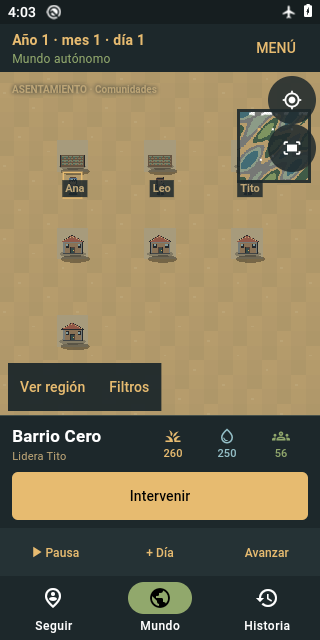 4:03
Año 1 · mes 1 · día 1
Mundo autónomo
MENÚ
ASENTAMIENTO · Comunidades
Ana
Leo
Tito
Ver región
Filtros
Barrio Cero
Lidera Tito
260
250
56
Intervenir
Pausa
+ Día
Avanzar
Seguir
Mundo
Historia